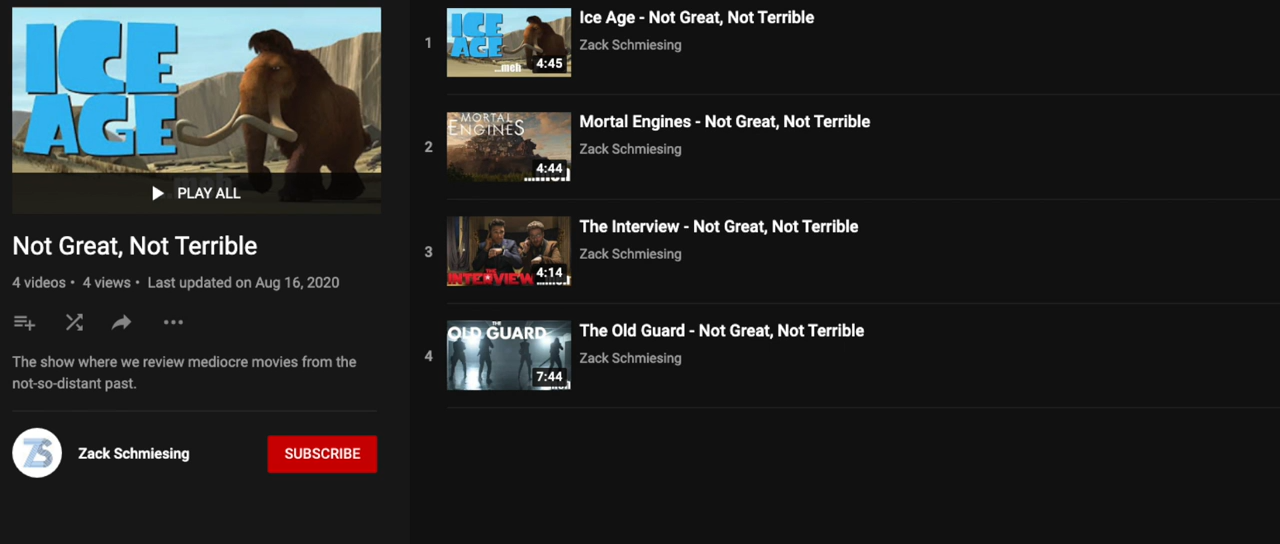 ICE
AGE
PLAY ALL
Not Great, Not Terrible
4 videos • 4 views • Last updated on Aug 16, 2020
The show where we review mediocre movies from the
not-so-distant past.
ZS
Zack Schmiesing
SUBSCRIBE
1
ICE
AGE
...meh
4:45
Ice Age - Not Great, Not Terrible
Zack Schmiesing
2
MORTAL
ENGINES
4:44
Mortal Engines - Not Great, Not Terrible
Zack Schmiesing
3
THE
INTERVIEW
4:14
The Interview - Not Great, Not Terrible
Zack Schmiesing
4
THE
OLD GUARD
7:44
The Old Guard - Not Great, Not Terrible
Zack Schmiesing